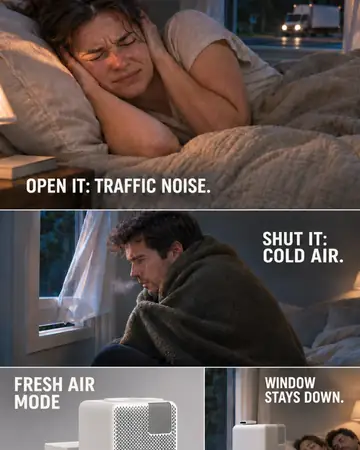 OPEN IT: TRAFFIC NOISE.
SHUT IT:
COLD AIR.
FRESH AIR
MODE
WINDOW
STAYS DOWN.